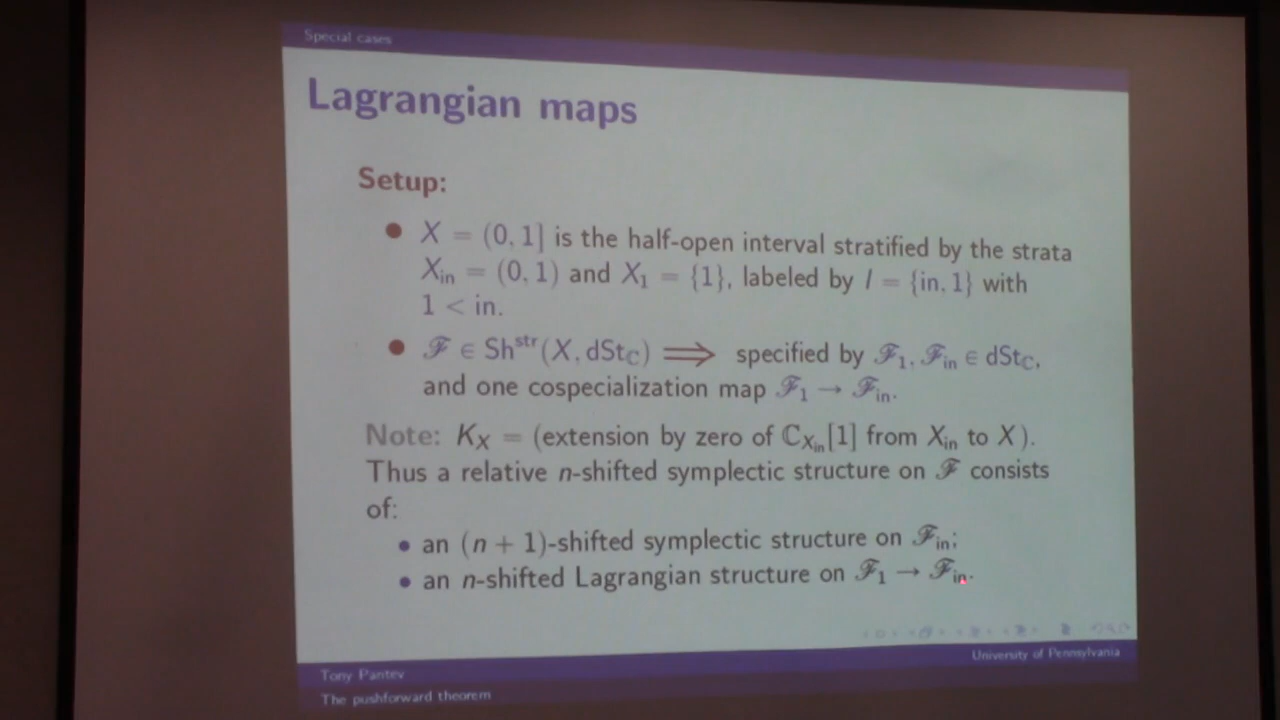 Special cases
Lagrangian maps
Setup:
● X = (0, 1] is the half-open interval stratified by the strata
X_in = (0, 1) and X_1 = {1}, labeled by I = {in, 1} with
1 < in.
● ℱ ∈ Sh^str(X, dSt_ℂ) ⟹ specified by ℱ_1, ℱ_in ∈ dSt_ℂ,
and one cospecialization map ℱ_1 → ℱ_in.
Note: K_X = (extension by zero of ℂ_{X_in}[1] from X_in to X).
Thus a relative n-shifted symplectic structure on ℱ consists
of:
● an (n + 1)-shifted symplectic structure on ℱ_in;
● an n-shifted Lagrangian structure on ℱ_1 → ℱ_in.
Tony Pantev
University of Pennsylvania
The pushforward theorem